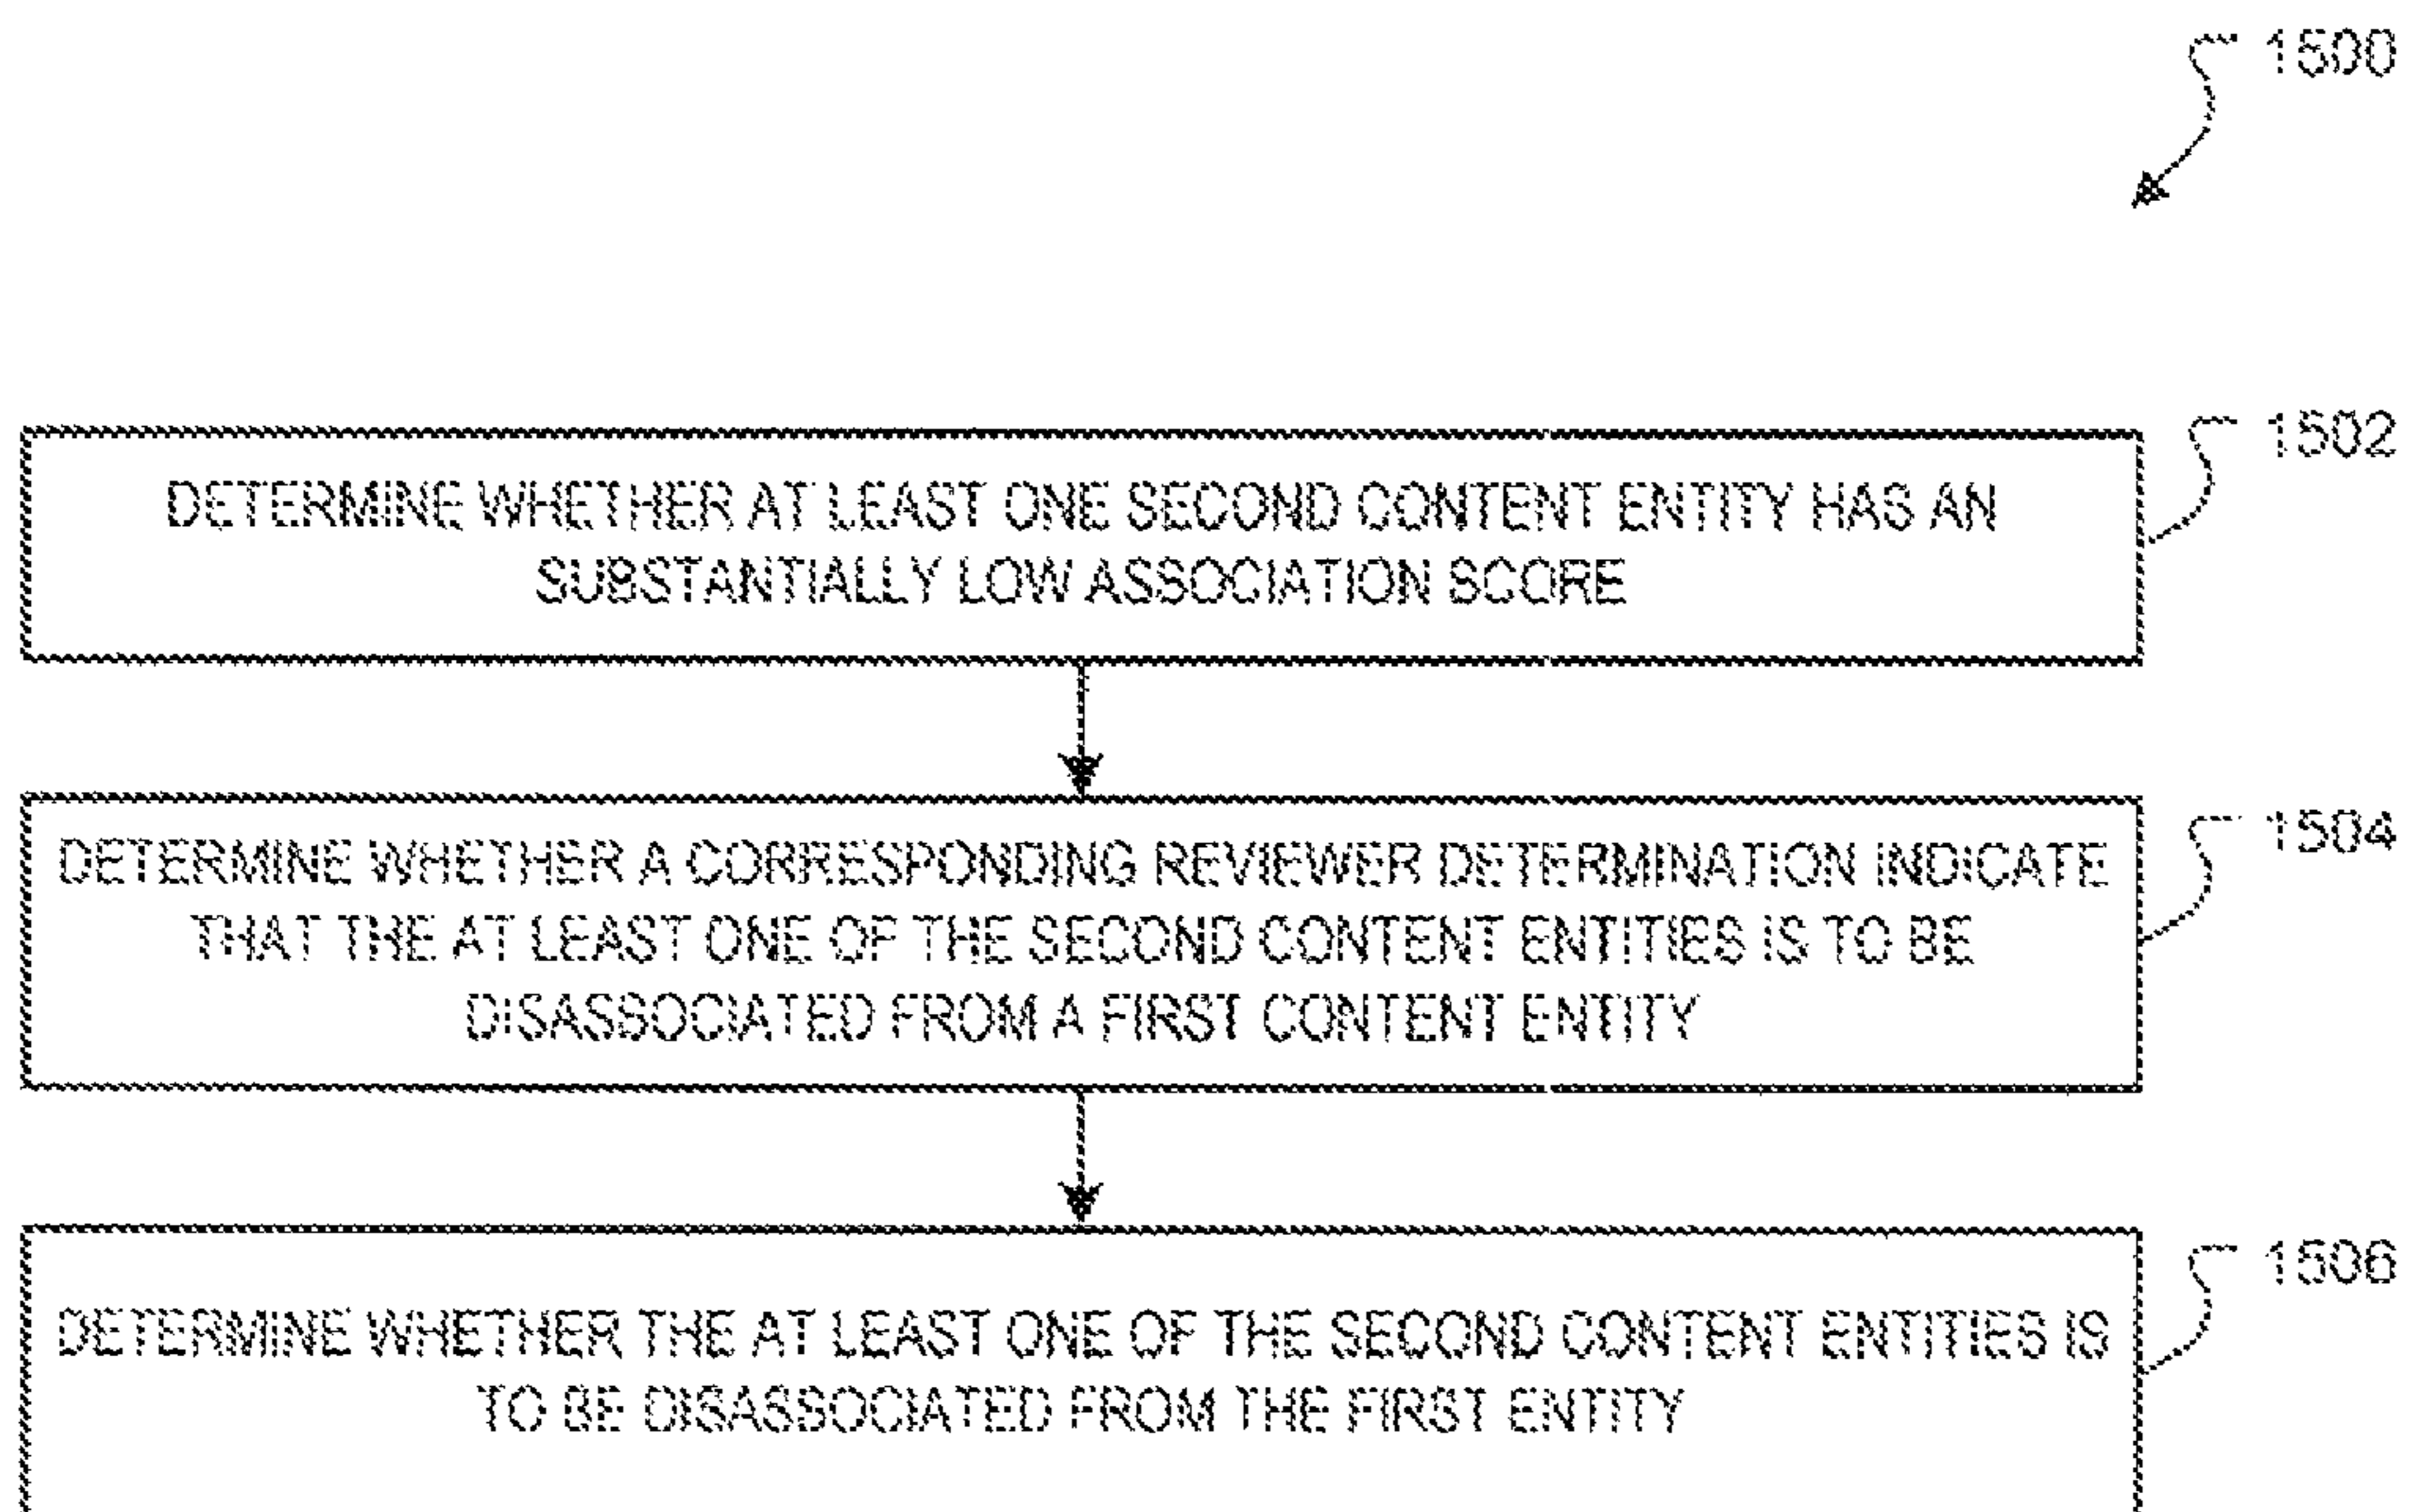 1500
1502
DETERMINE WHETHER AT LEAST ONE SECOND CONTENT ENTITY HAS AN
SUBSTANTIALLY LOW ASSOCIATION SCORE
1504
DETERMINE WHETHER A CORRESPONDING REVIEWER DETERMINATION INDICATE
THAT THE AT LEAST ONE OF THE SECOND CONTENT ENTITIES IS TO BE
DISASSOCIATED FROM A FIRST CONTENT ENTITY
1506
DETERMINE WHETHER THE AT LEAST ONE OF THE SECOND CONTENT ENTITIES IS
TO BE DISASSOCIATED FROM THE FIRST ENTITY